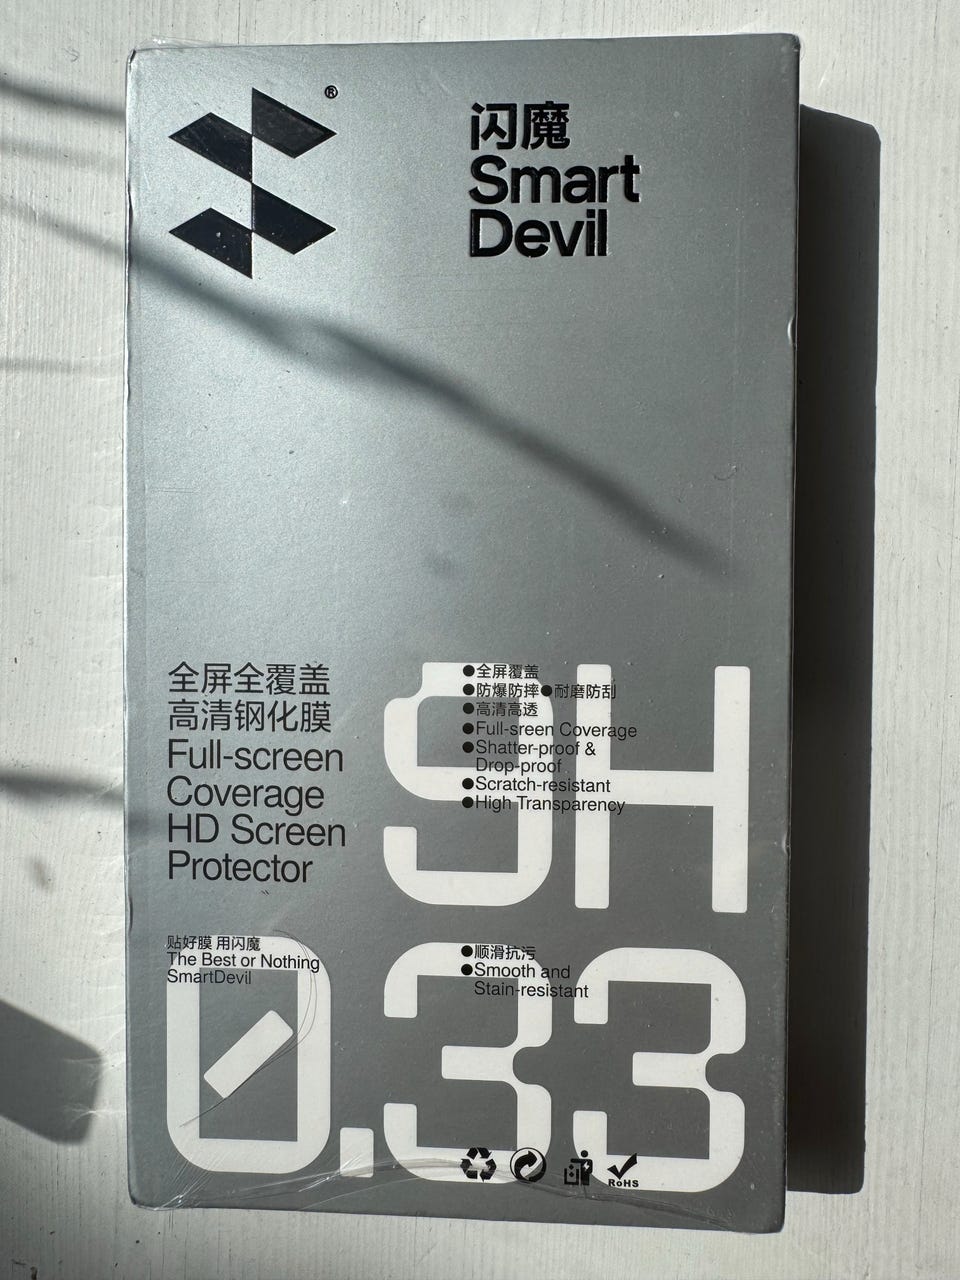 ®
闪魔
Smart
Devil
全屏全覆盖
高清钢化膜
Full-screen
Coverage
HD Screen
Protector
9H
●全屏覆盖
●防爆防摔●耐磨防刮
●高清高透
●Full-sreen Coverage
●Shatter-proof &
Drop-proof
●Scratch-resistant
●High Transparency
贴好膜 用闪魔
The Best or Nothing
SmartDevil
0.33
●顺滑抗污
●Smooth and
Stain-resistant
RoHS